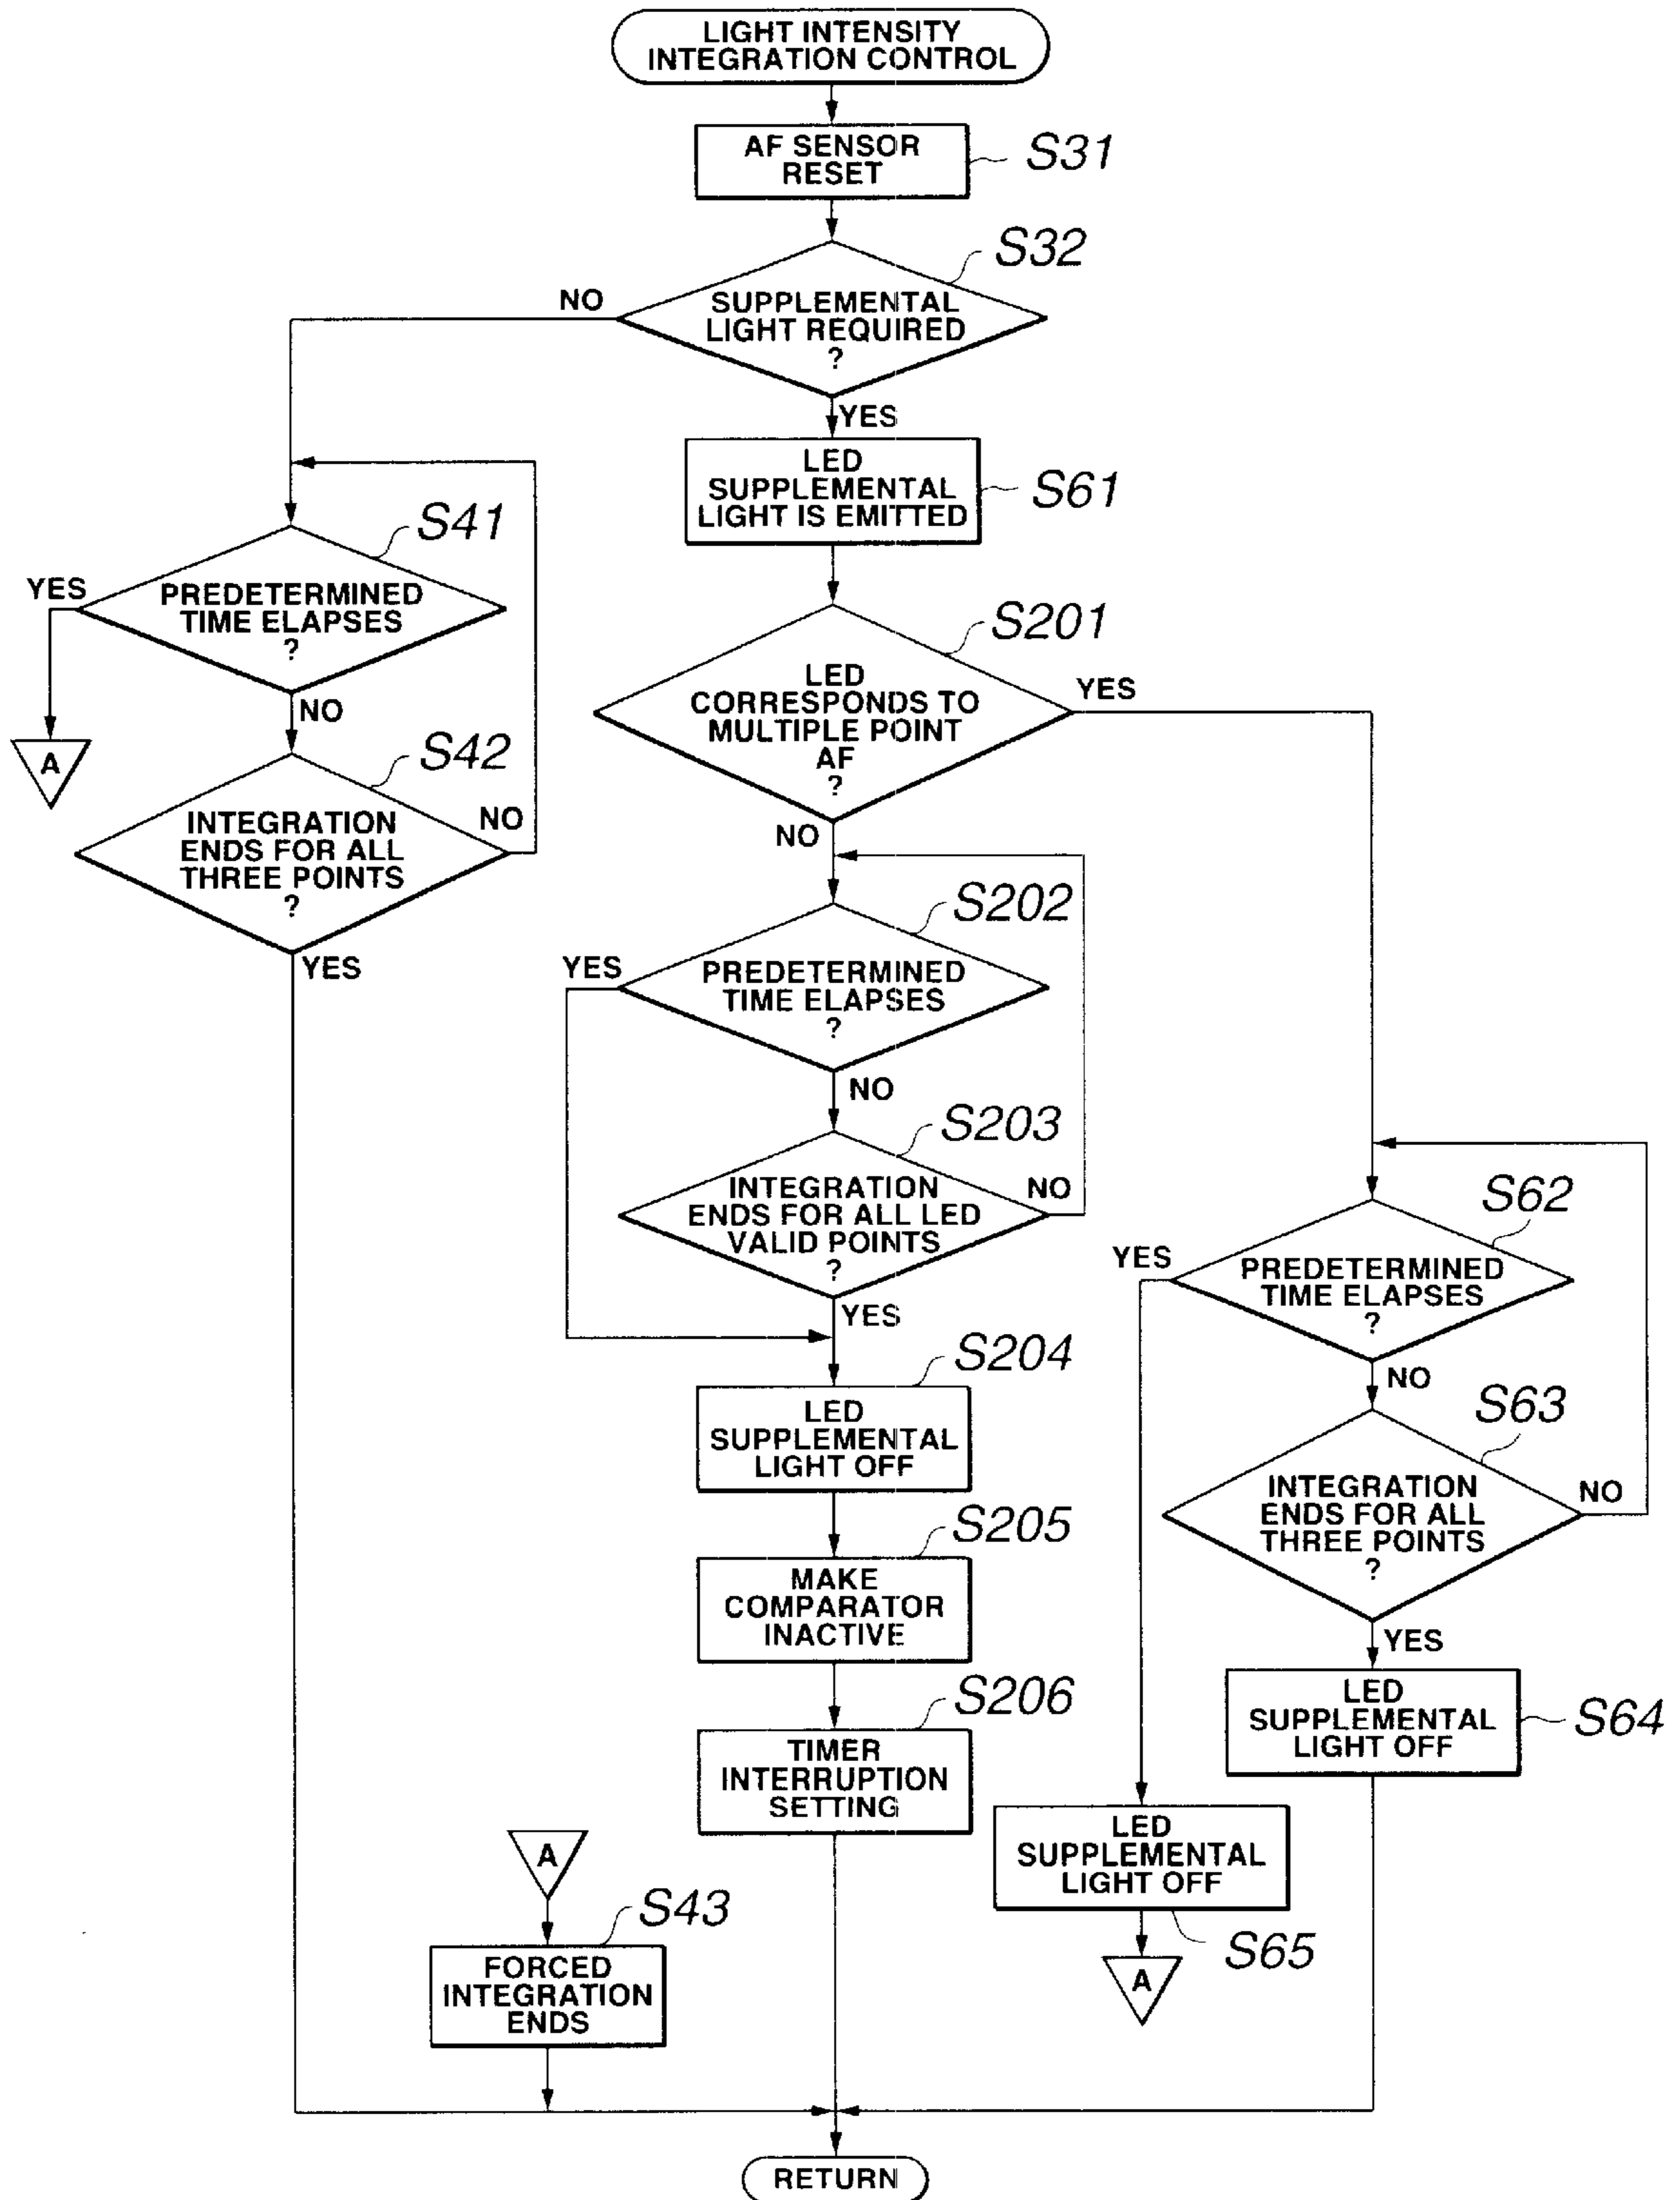 LIGHT INTENSITY
INTEGRATION CONTROL
AF SENSOR
RESET
S31
S32
SUPPLEMENTAL
LIGHT REQUIRED
?
NO
YES
LED
SUPPLEMENTAL
LIGHT IS EMITTED
S61
S41
PREDETERMINED
TIME ELAPSES
?
YES
NO
A
S42
INTEGRATION
ENDS FOR ALL
THREE POINTS
?
NO
YES
S201
LED
CORRESPONDS TO
MULTIPLE POINT
AF
?
YES
NO
S202
PREDETERMINED
TIME ELAPSES
?
YES
NO
S203
INTEGRATION
ENDS FOR ALL LED
VALID POINTS
?
NO
YES
S204
LED
SUPPLEMENTAL
LIGHT OFF
S205
MAKE
COMPARATOR
INACTIVE
S206
TIMER
INTERRUPTION
SETTING
S62
PREDETERMINED
TIME ELAPSES
?
YES
NO
S63
INTEGRATION
ENDS FOR ALL
THREE POINTS
?
NO
YES
LED
SUPPLEMENTAL
LIGHT OFF
S64
LED
SUPPLEMENTAL
LIGHT OFF
S65
A
A
S43
FORCED
INTEGRATION
ENDS
RETURN